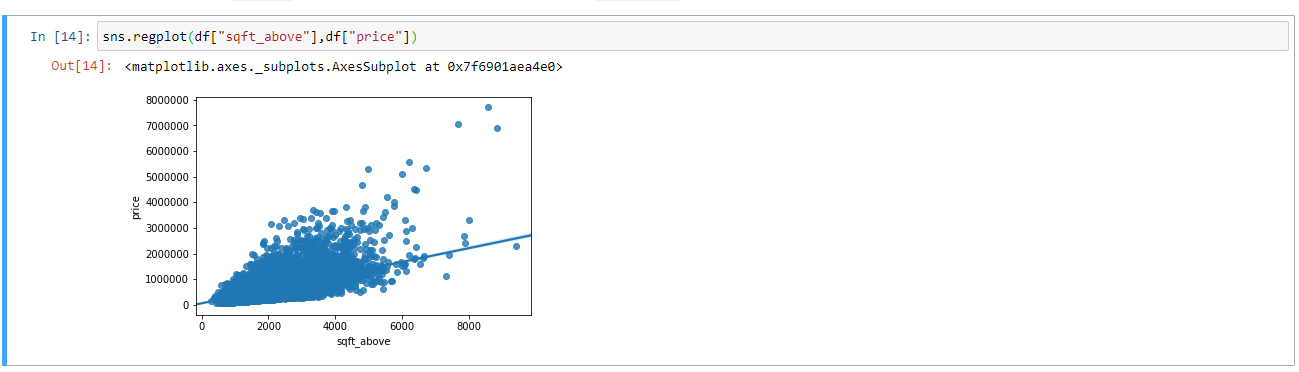 In [14]: sns.regplot(df["sqft_above"],df["price"])
Out[14]: <matplotlib.axes._subplots.AxesSubplot at 0x7f6901aea4e0>
8000000
7000000
6000000
5000000
4000000
3000000
2000000
1000000
0
price
0 2000 4000 6000 8000
sqft_above